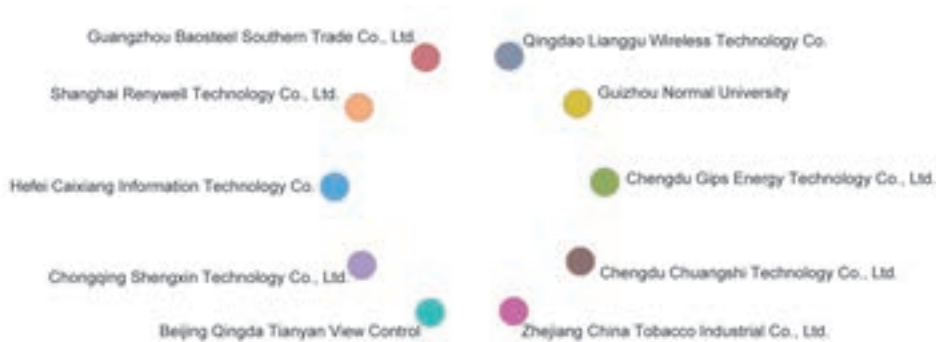 Guangzhou Baosteel Southern Trade Co., Ltd.
Qingdao Lianggu Wireless Technology Co.
Shanghai Renywell Technology Co., Ltd.
Guizhou Normal University
Hefei Caixiang Information Technology Co.
Chengdu Gips Energy Technology Co., Ltd.
Chongqing Shengxin Technology Co., Ltd.
Chengdu Chuangshi Technology Co., Ltd.
Beijing Qingda Tianyan View Control
Zhejiang China Tobacco Industrial Co., Ltd.